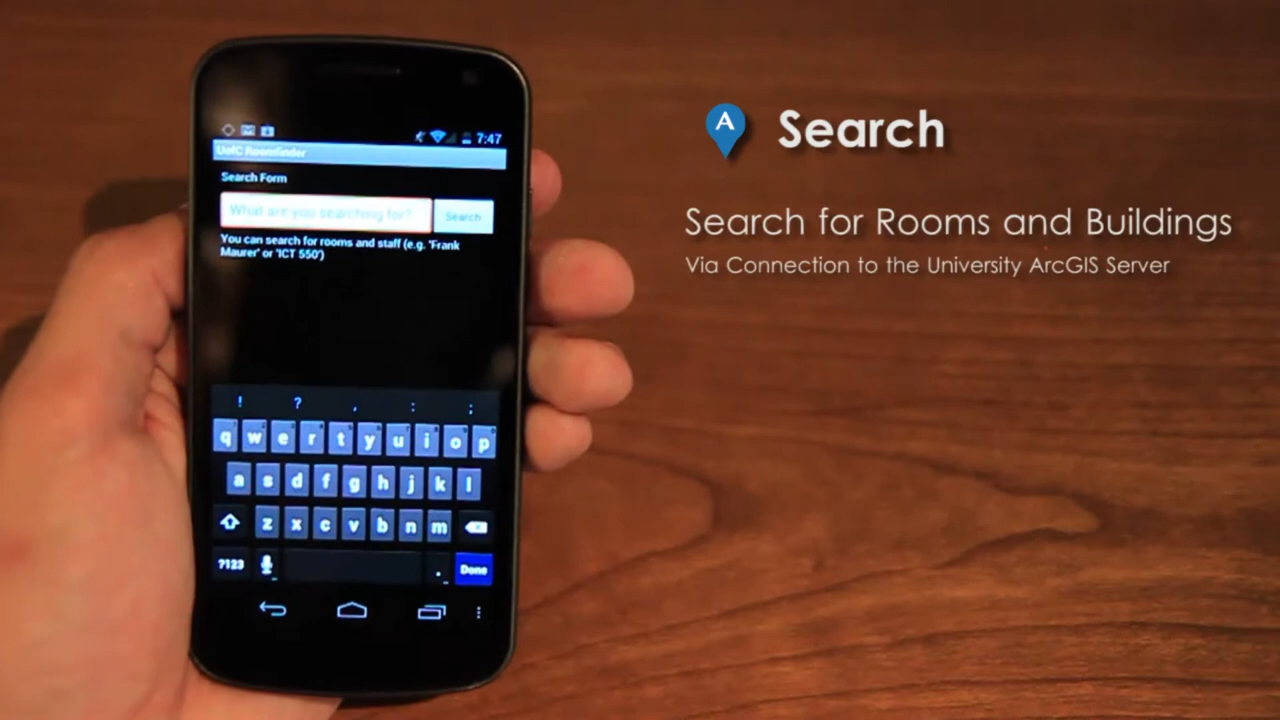 7:47
UofC Roomfinder
Search Form
What are you searching for?
Search
You can search for rooms and staff (e.g. 'Frank
Maurer' or 'ICT 550')
! ? , : ;
q w e r t y u i o p
a s d f g h j k l
z x c v b n m
?123 . Done
A Search
Search for Rooms and Buildings
Via Connection to the University ArcGIS Server